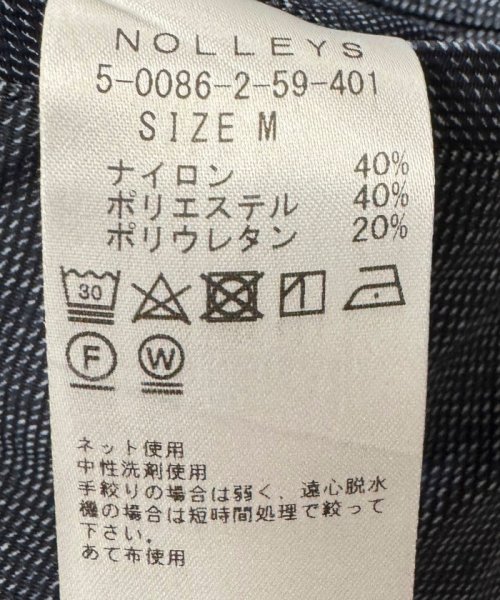 NOLLEYS
5-0086-2-59-401
SIZE M
ナイロン 40%
ポリエステル 40%
ポリウレタン 20%
30
F W
ネット使用
中性洗剤使用
手絞りの場合は弱く、遠心脱水
機の場合は短時間処理で絞って
下さい。
あて布使用